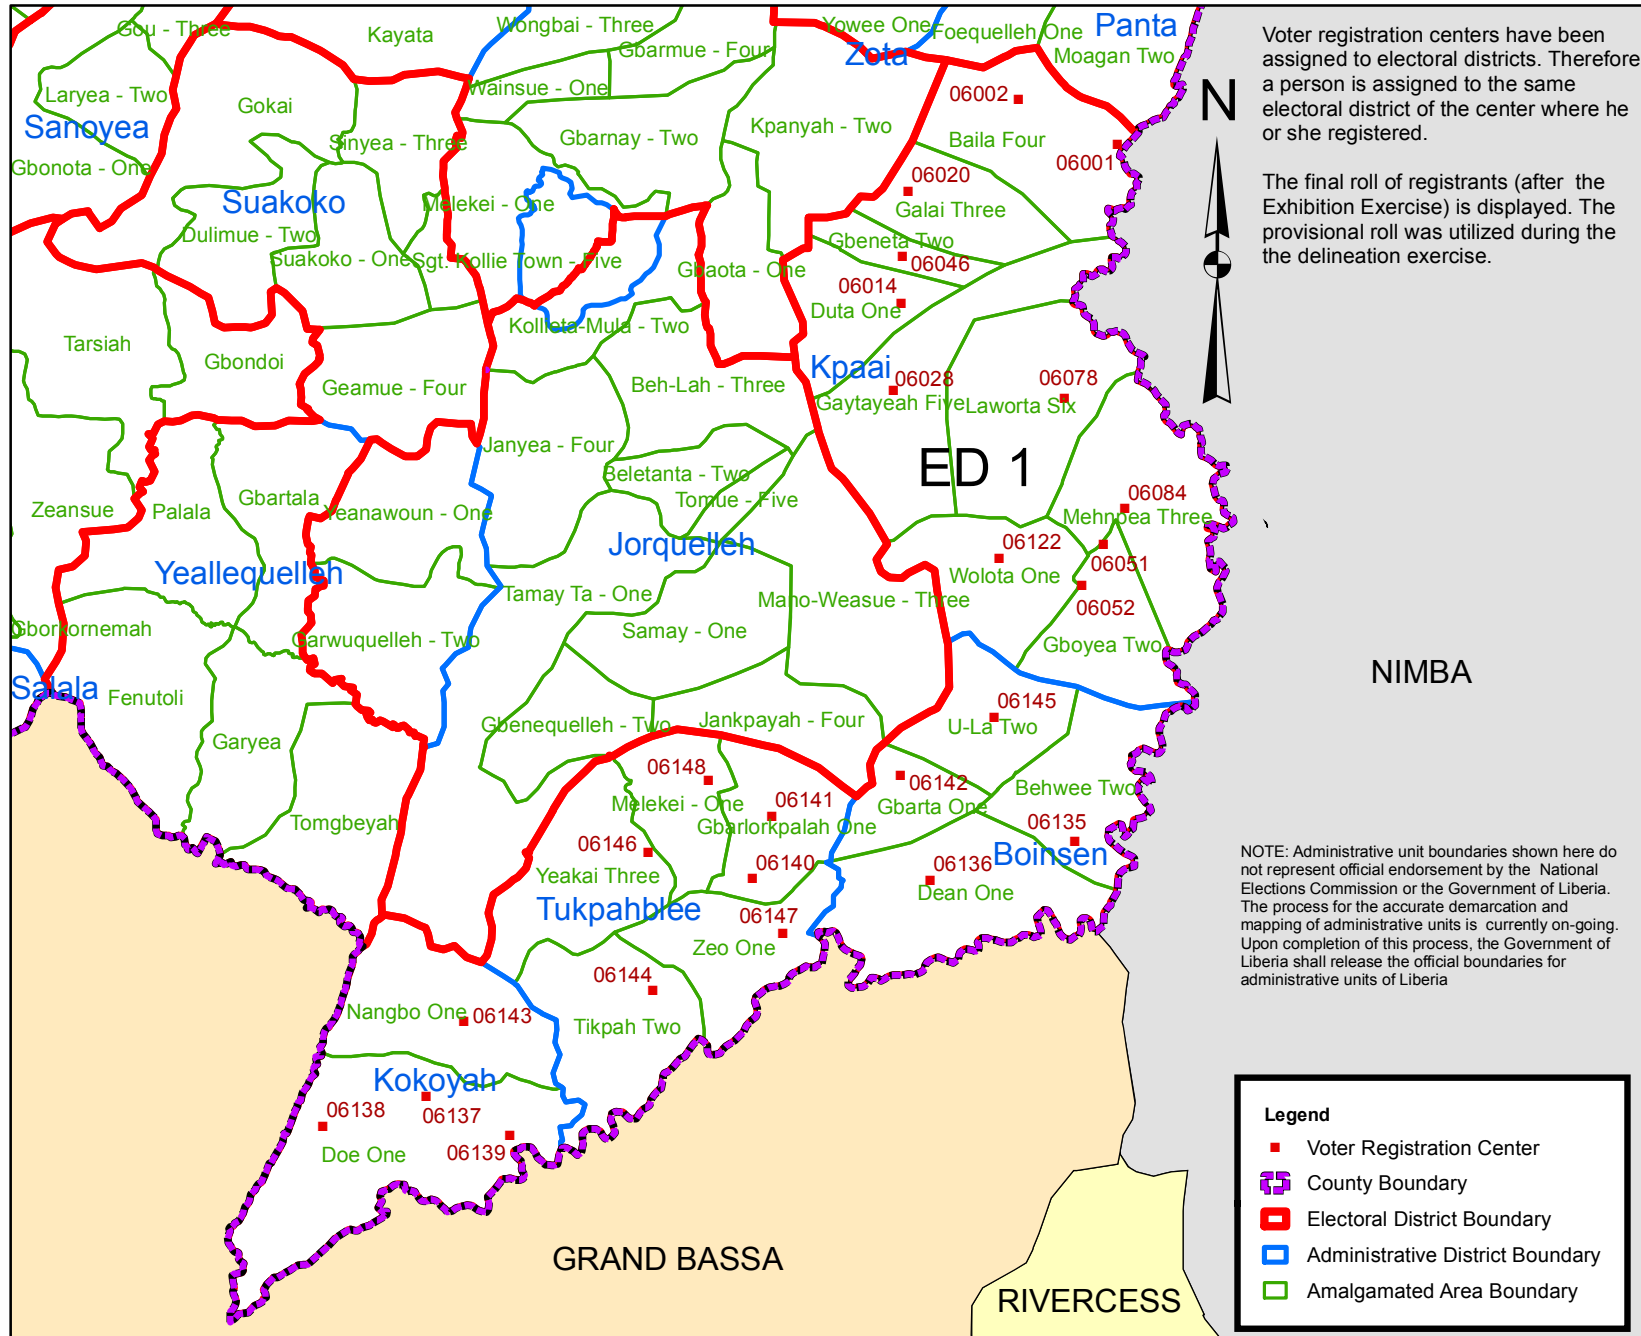 Gou - Three
Kayata
Wongbai - Three
Gbarmue - Four
Yowee One
Foequelleh One
Panta
Zota
Moagan Two
Laryea - Two
Gokai
Wainsue - One
Sanoyea
Sinyea - Three
Gbarnay - Two
Kpanyah - Two
06002
Baila Four
06001
Gbonota - One
Suakoko
Melekei - One
06020
Galai Three
Dulimue - Two
Suakoko - One
Sgt. Kollie Town - Five
Gbaota - One
Gbeneta Two
06046
06014
Duta One
Kollieta-Mula - Two
Tarsiah
Gbondoi
Geamue - Four
Beh-Lah - Three
Kpaai
06028
06078
Gaytayeah Five
Laworta Six
Janyea - Four
ED 1
Beletanta - Two
Tomue - Five
Zeansue
Palala
Gbartala
Yeanawoun - One
06084
Mehnpea Three
Jorquelleh
06122
06051
Wolota One
Yeallequelleh
Tamay Ta - One
Maho-Weasue - Three
06052
Gborkornemah
Garwuquelleh - Two
Samay - One
Gboyea Two
Salala
Fenutoli
Gbenequelleh - Two
Jankpayah - Four
06145
U-La Two
Garyea
06148
06142
Behwee Two
Melekei - One
06141
Gbarta One
Tomgbeyah
Gbarlorkpalah One
06135
06146
06140
06136
Boinsen
Yeakai Three
Dean One
Tukpahblee
06147
Zeo One
06144
Nangbo One
06143
Tikpah Two
Kokoyah
06138
06137
06139
Doe One
GRAND BASSA
RIVERCESS
NIMBA
N
Voter registration centers have been
assigned to electoral districts. Therefore
a person is assigned to the same
electoral district of the center where he
or she registered.
The final roll of registrants (after the
Exhibition Exercise) is displayed. The
provisional roll was utilized during the
the delineation exercise.
NOTE: Administrative unit boundaries shown here do
not represent official endorsement by the National
Elections Commission or the Government of Liberia.
The process for the accurate demarcation and
mapping of administrative units is currently on-going.
Upon completion of this process, the Government of
Liberia shall release the official boundaries for
administrative units of Liberia
Legend
Voter Registration Center
County Boundary
Electoral District Boundary
Administrative District Boundary
Amalgamated Area Boundary